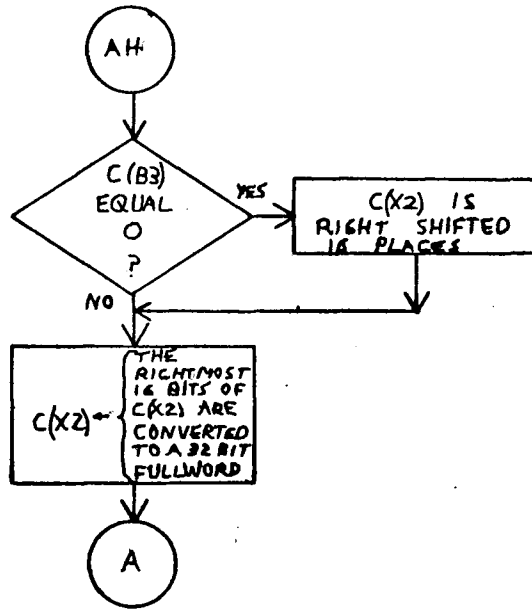 AH
C(B3)
EQUAL
0
?
YES
C(X2) IS
RIGHT SHIFTED
16 PLACES
NO
C(X2)←
THE
RIGHTMOST
16 BITS OF
C(X2) ARE
CONVERTED
TO A 32 BIT
FULLWORD
A